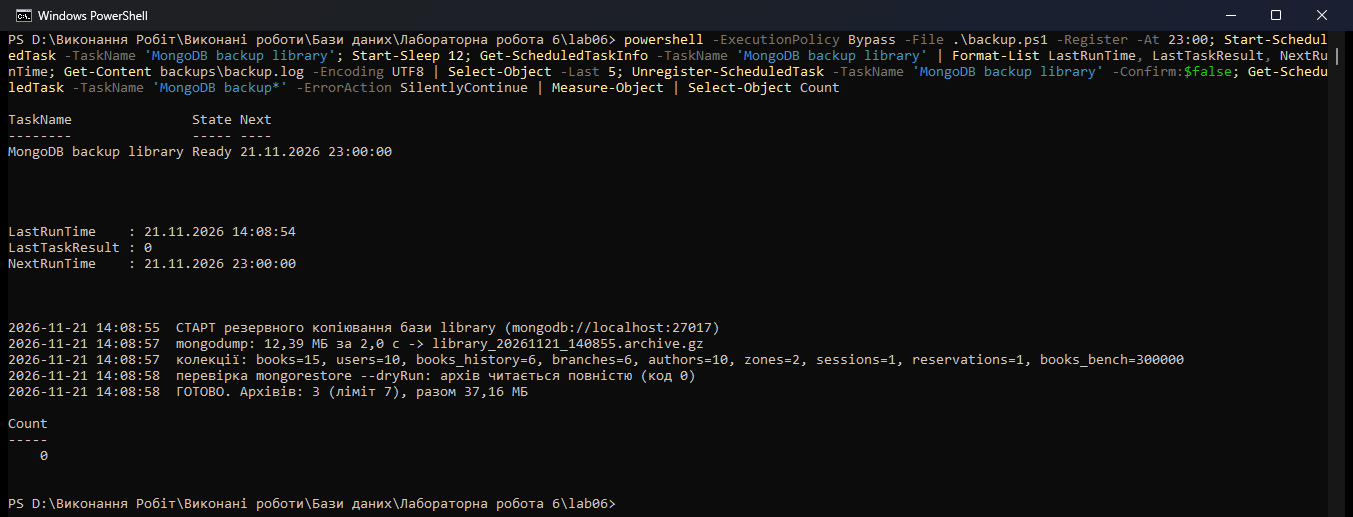 Windows PowerShell
PS D:\Виконання Робіт\Виконані роботи\Бази даних\Лабораторна робота 6\lab06> powershell -ExecutionPolicy Bypass -File .\backup.ps1 -Register -At 23:00; Start-Schedul
edTask -TaskName 'MongoDB backup library'; Start-Sleep 12; Get-ScheduledTaskInfo -TaskName 'MongoDB backup library' | Format-List LastRunTime, LastTaskResult, NextRu
nTime; Get-Content backups\backup.log -Encoding UTF8 | Select-Object -Last 5; Unregister-ScheduledTask -TaskName 'MongoDB backup library' -Confirm:$false; Get-Schedu
ledTask -TaskName 'MongoDB backup*' -ErrorAction SilentlyContinue | Measure-Object | Select-Object Count
TaskName State Next
-------- ----- ----
MongoDB backup library Ready 21.11.2026 23:00:00
LastRunTime : 21.11.2026 14:08:54
LastTaskResult : 0
NextRunTime : 21.11.2026 23:00:00
2026-11-21 14:08:55 СТАРТ резервного копіювання бази library (mongodb://localhost:27017)
2026-11-21 14:08:57 mongodump: 12,39 МБ за 2,0 с -> library_20261121_140855.archive.gz
2026-11-21 14:08:57 колекції: books=15, users=10, books_history=6, branches=6, authors=10, zones=2, sessions=1, reservations=1, books_bench=300000
2026-11-21 14:08:58 перевірка mongorestore --dryRun: архів читається повністю (код 0)
2026-11-21 14:08:58 ГОТОВО. Архівів: 3 (ліміт 7), разом 37,16 МБ
Count
-----
0
PS D:\Виконання Робіт\Виконані роботи\Бази даних\Лабораторна робота 6\lab06>